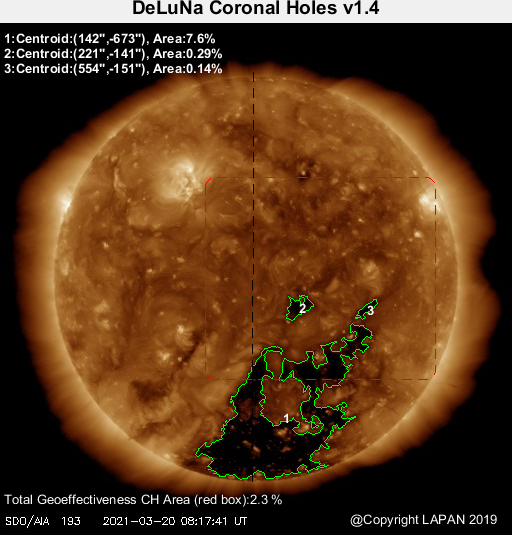 DeLuNa Coronal Holes v1.4
1:Centroid:(142",-673"), Area:7.6%
2:Centroid:(221",-141"), Area:0.29%
3:Centroid:(554",-151"), Area:0.14%
2
3
1
Total Geoeffectiveness CH Area (red box):2.3 %
SDO/AIA 193 2021-03-20 08:17:41 UT
@Copyright LAPAN 2019